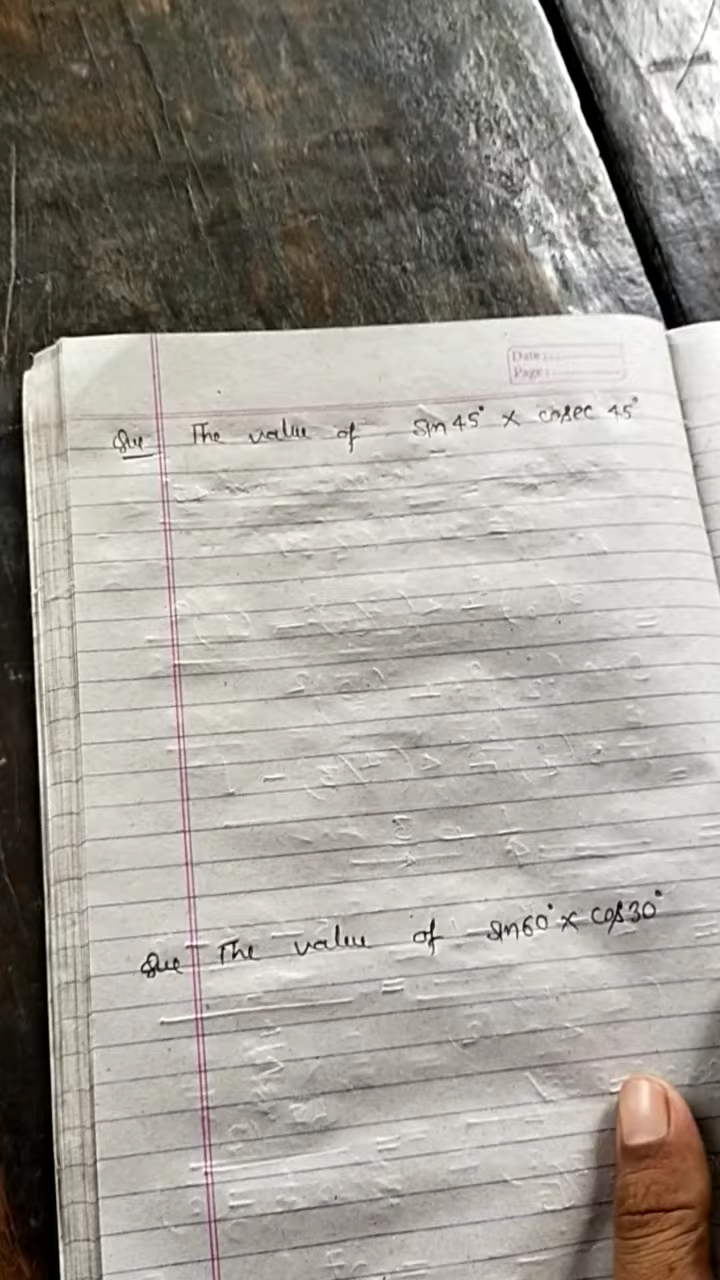 Date :
Page :
Que The value of sin 45° × cosec 45°
Que The value of sin60° × cos30°
=